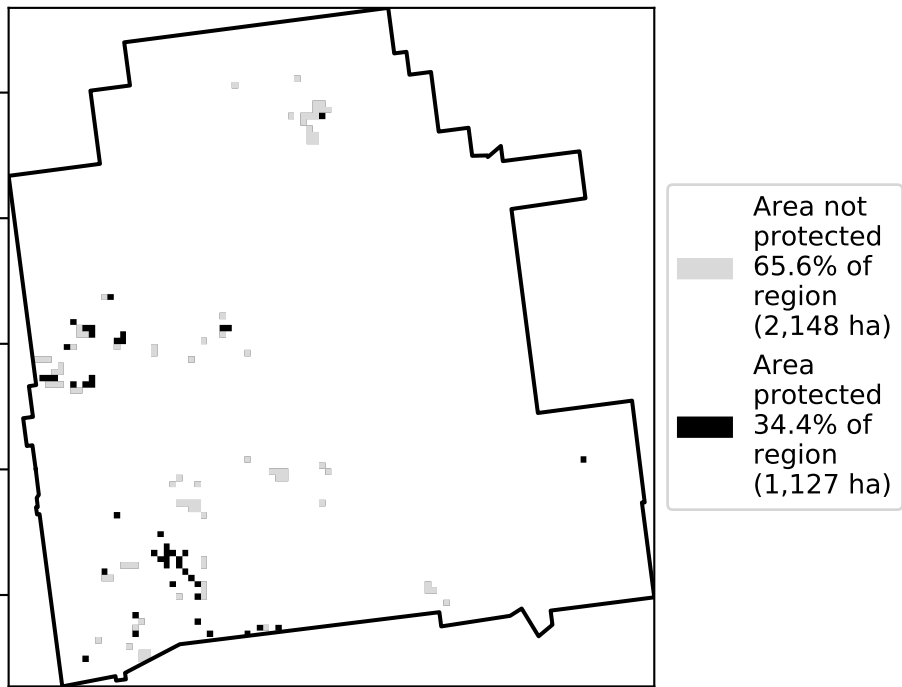 Area not
protected
65.6% of
region
(2,148 ha)
Area
protected
34.4% of
region
(1,127 ha)